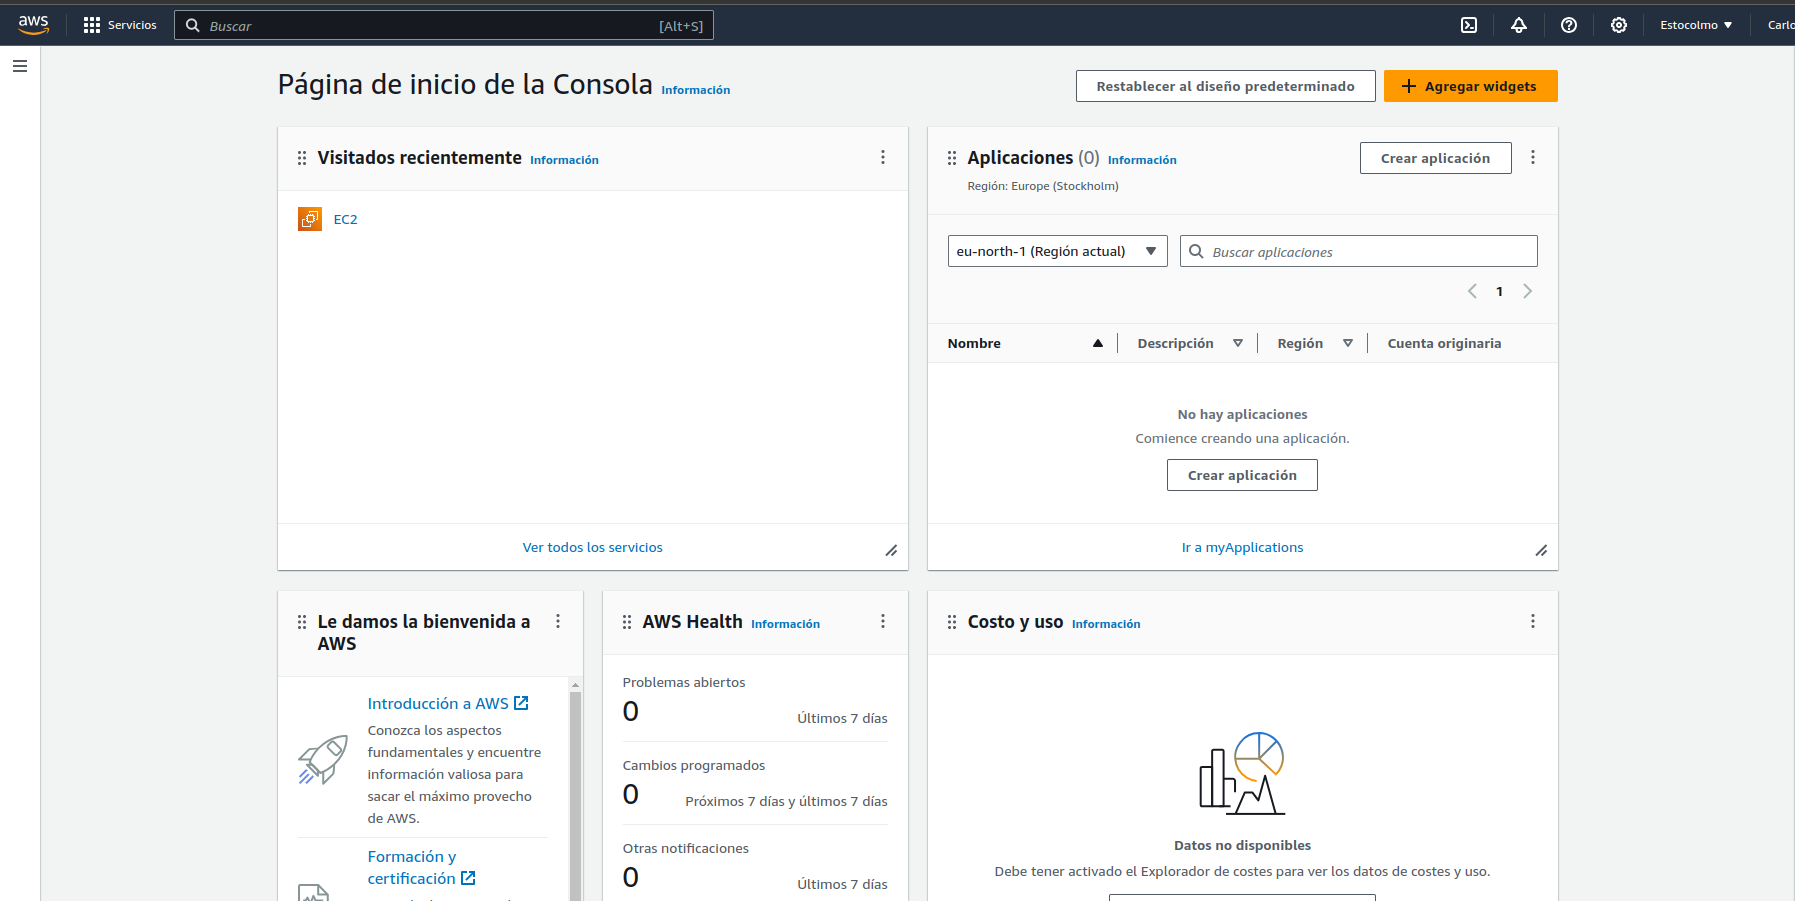 aws
Servicios
Buscar
[Alt+S]
Estocolmo
Carlo
Página de inicio de la Consola
Información
Restablecer al diseño predeterminado
Agregar widgets
Visitados recientemente
Información
EC2
Ver todos los servicios
Aplicaciones (0)
Información
Crear aplicación
Región: Europe (Stockholm)
eu-north-1 (Región actual)
Buscar aplicaciones
1
Nombre
Descripción
Región
Cuenta originaria
No hay aplicaciones
Comience creando una aplicación.
Crear aplicación
Ir a myApplications
Le damos la bienvenida a
AWS
Introducción a AWS
Conozca los aspectos
fundamentales y encuentre
información valiosa para
sacar el máximo provecho
de AWS.
Formación y
certificación
AWS Health
Información
Problemas abiertos
0
Últimos 7 días
Cambios programados
0
Próximos 7 días y últimos 7 días
Otras notificaciones
0
Últimos 7 días
Costo y uso
Información
Datos no disponibles
Debe tener activado el Explorador de costes para ver los datos de costes y uso.